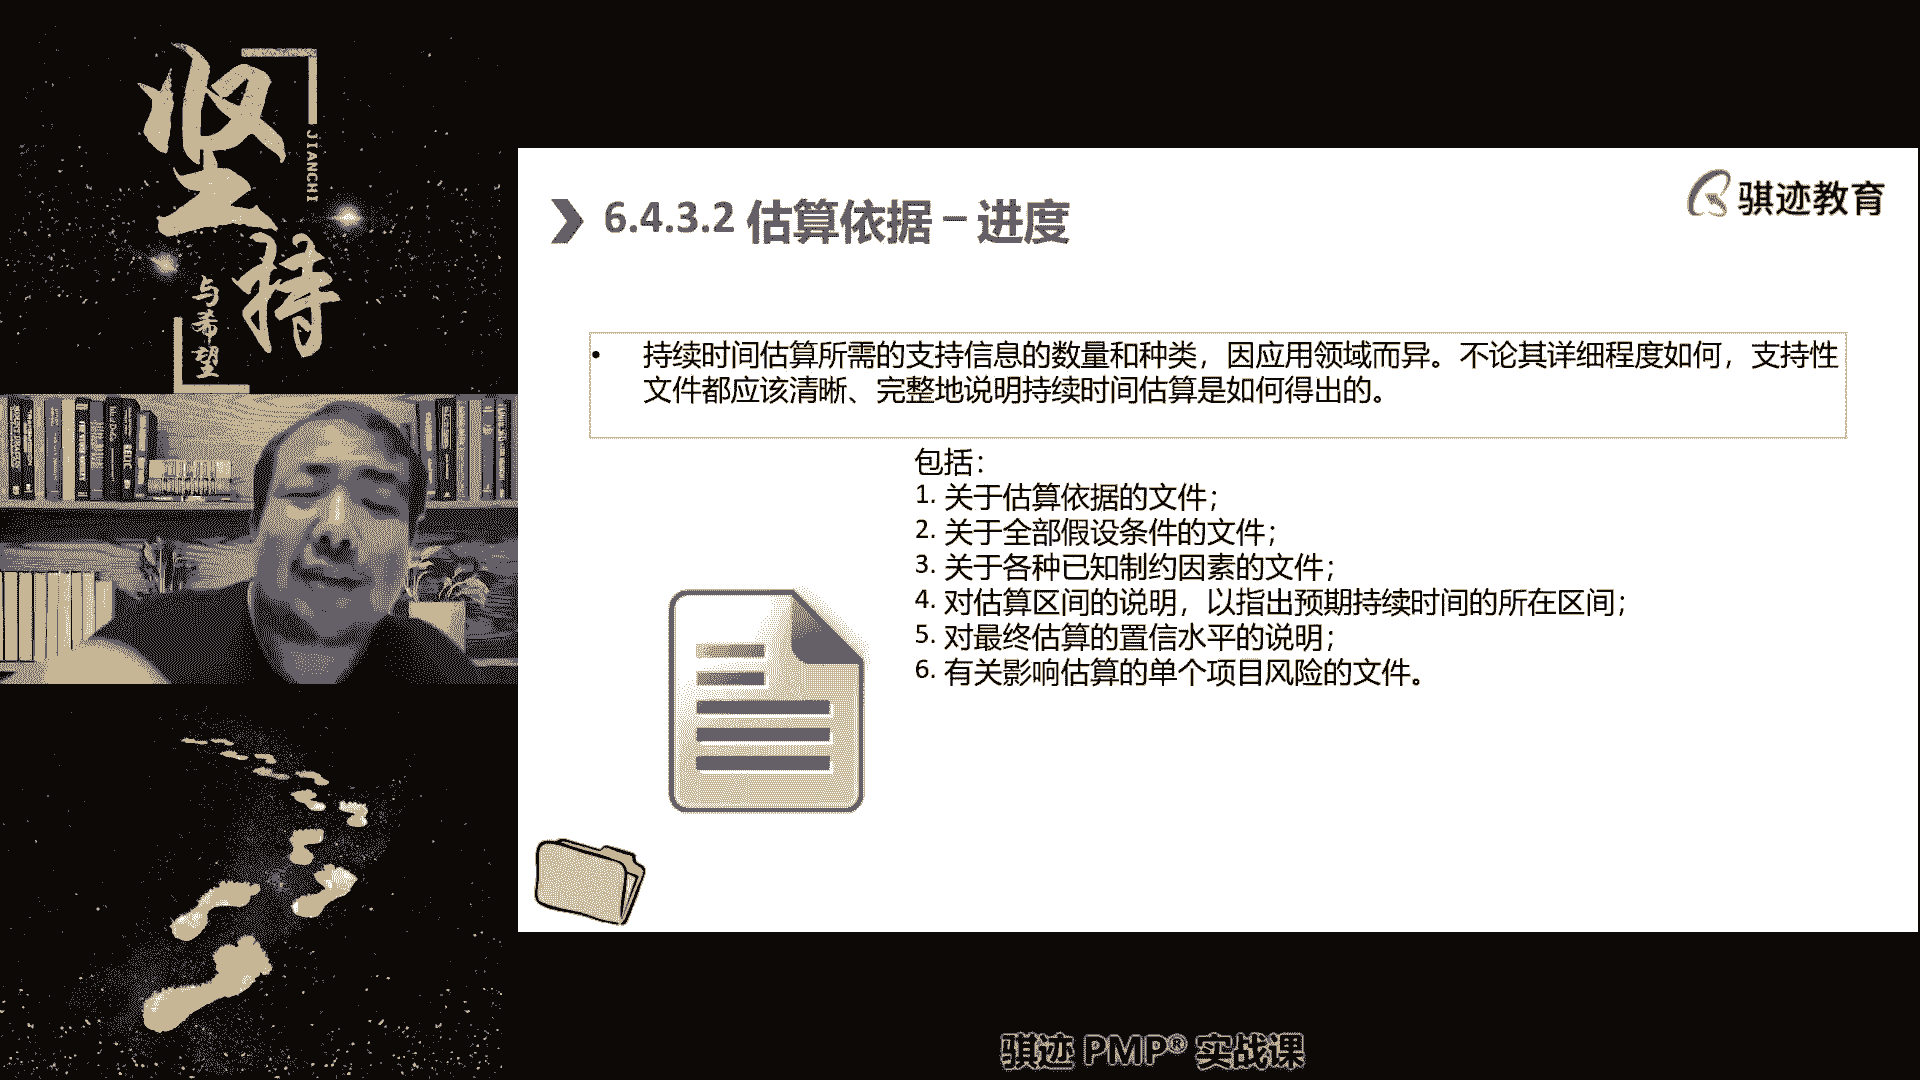 坚持
JIANCHI
与希望
骐迹教育
6.4.3.2 估算依据 – 进度
• 持续时间估算所需的支持信息的数量和种类，因应用领域而异。不论其详细程度如何，支持性
文件都应该清晰、完整地说明持续时间估算是如何得出的。
包括：
1. 关于估算依据的文件；
2. 关于全部假设条件的文件；
3. 关于各种已知制约因素的文件；
4. 对估算区间的说明，以指出预期持续时间的所在区间；
5. 对最终估算的置信水平的说明；
6. 有关影响估算的单个项目风险的文件。
骐迹 PMP® 实战课